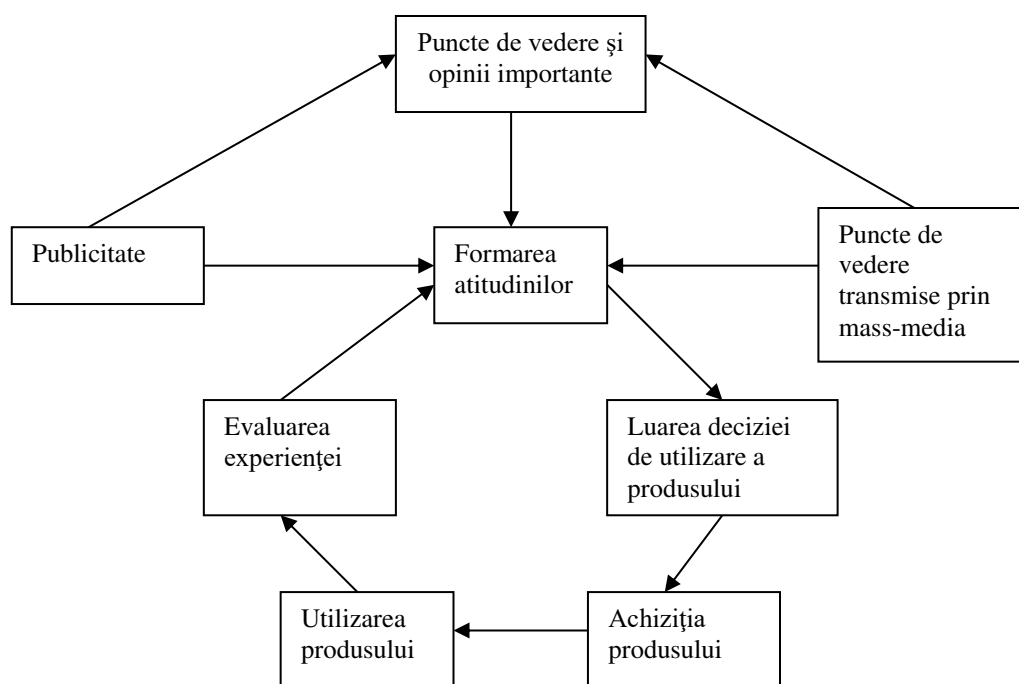 Puncte de vedere şi
opinii importante
Publicitate
Formarea
atitudinilor
Puncte de
vedere
transmise prin
mass-media
Evaluarea
experienţei
Luarea deciziei
de utilizare a
produsului
Utilizarea
produsului
Achiziţia
produsului